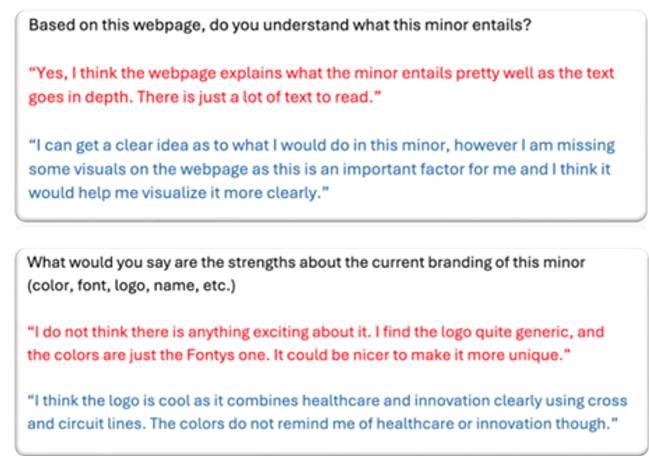 Based on this webpage, do you understand what this minor entails?
“Yes, I think the webpage explains what the minor entails pretty well as the text
goes in depth. There is just a lot of text to read.”
“I can get a clear idea as to what I would do in this minor, however I am missing
some visuals on the webpage as this is an important factor for me and I think it
would help me visualize it more clearly.”
What would you say are the strengths about the current branding of this minor
(color, font, logo, name, etc.)
“I do not think there is anything exciting about it. I find the logo quite generic, and
the colors are just the Fontys one. It could be nicer to make it more unique.”
“I think the logo is cool as it combines healthcare and innovation clearly using cross
and circuit lines. The colors do not remind me of healthcare or innovation though.”